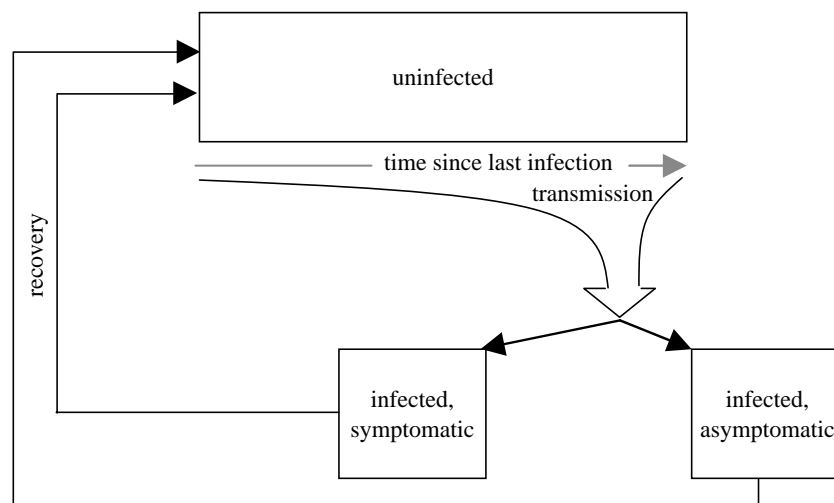 uninfected
time since last infection
transmission
recovery
infected,
symptomatic
infected,
asymptomatic